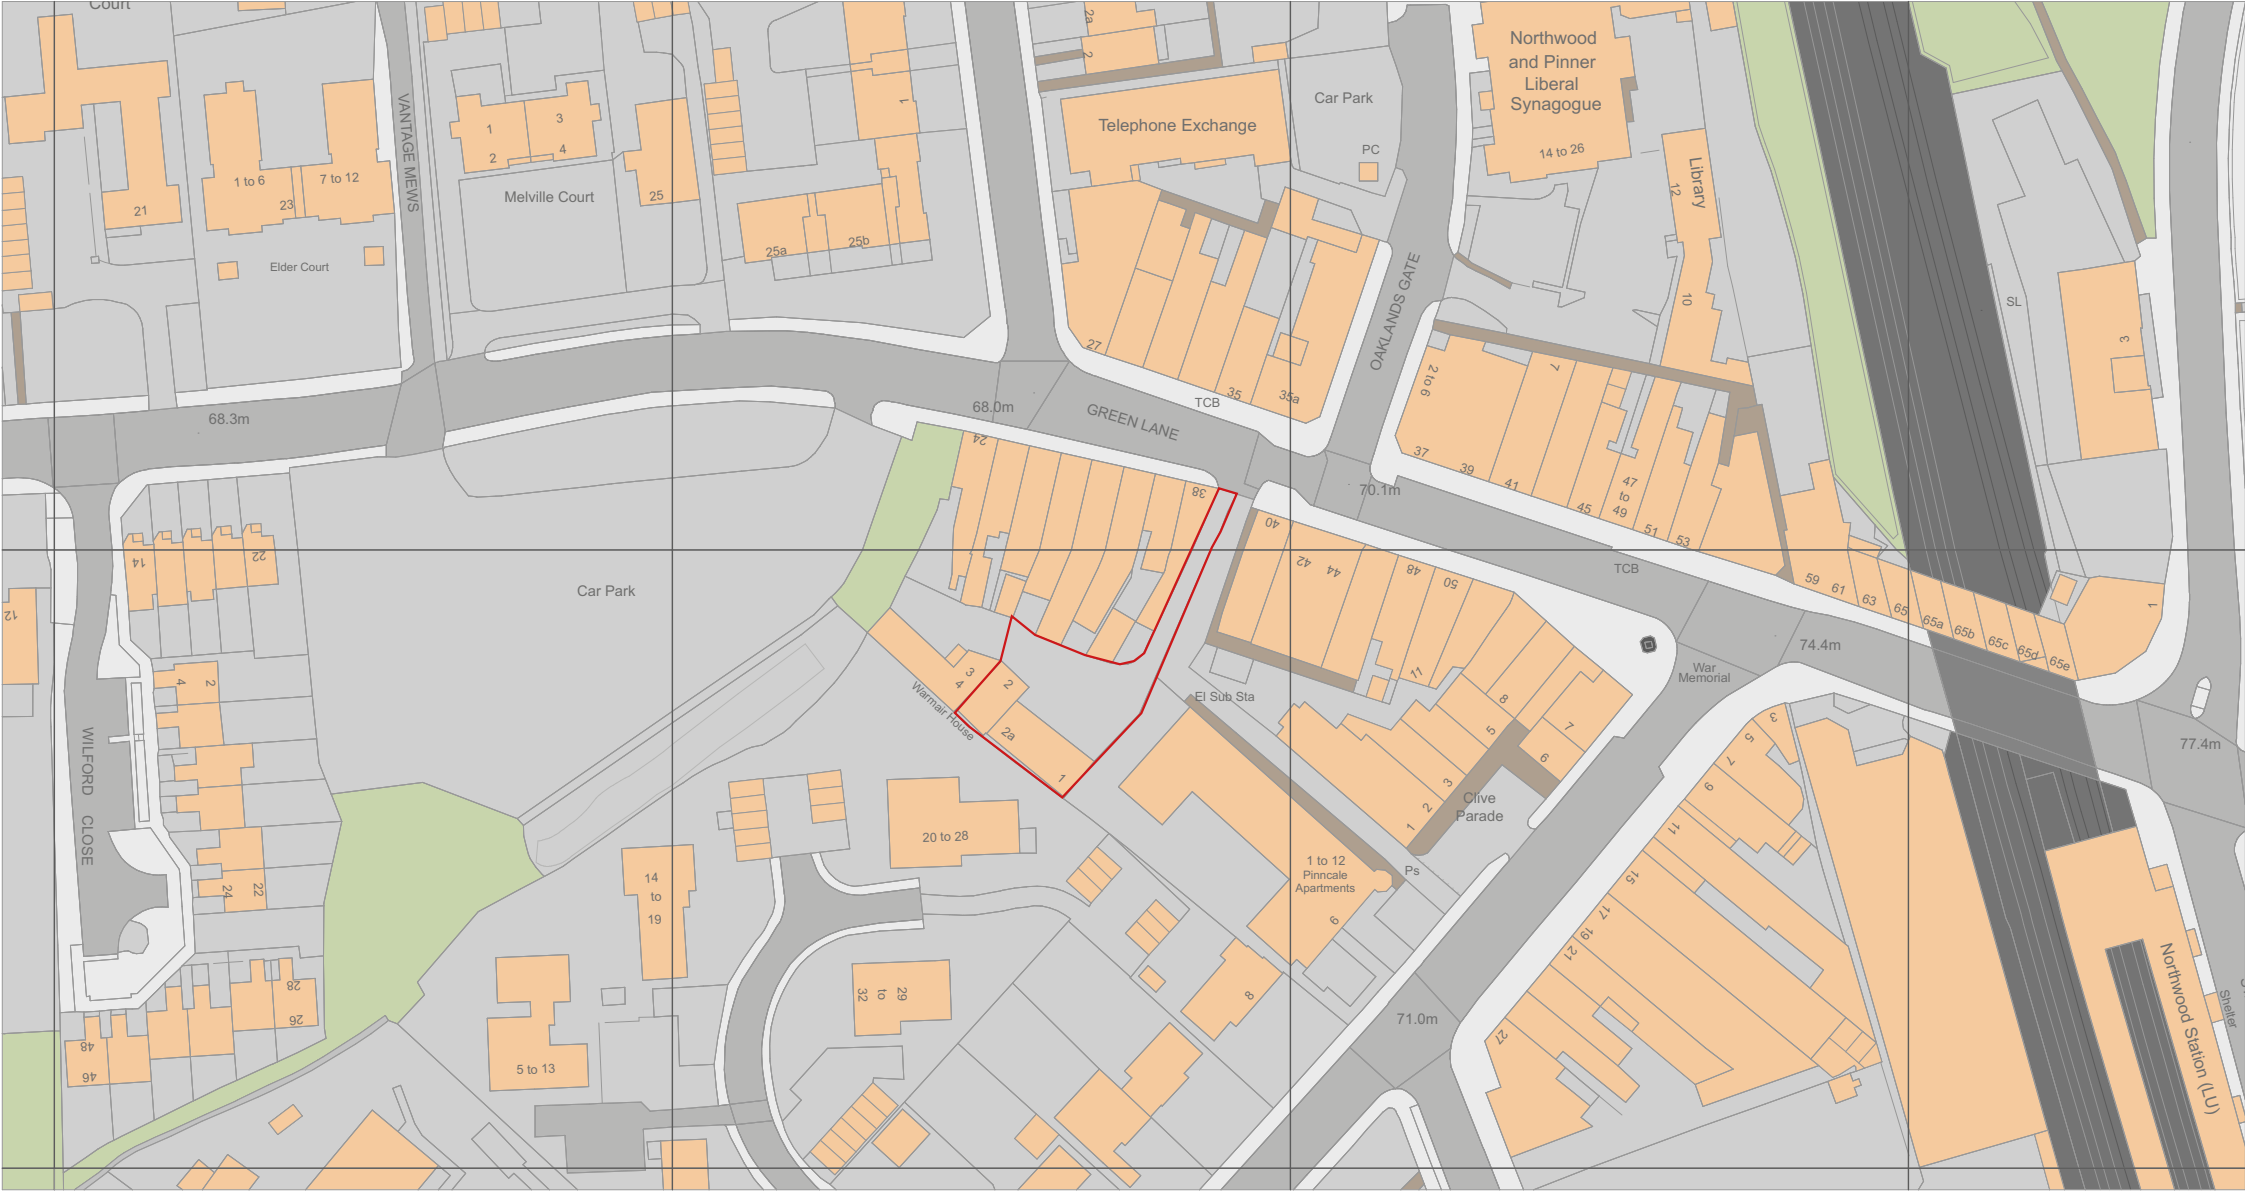 Court
2a
2
Northwood
and Pinner
Liberal
Synagogue
14 to 26
Car Park
PC
Telephone Exchange
VANTAGE MEWS
1
2
3
4
1
1 to 6
7 to 12
23
21
Melville Court
25
25a
25b
Elder Court
Library
12
10
OAKLANDS GATE
SL
3
27
35
35a
TCB
2 to 6
7
68.3m
68.0m
GREEN LANE
24
38
37
39
41
45
47
to
49
51
53
70.1m
40
42
44
48
50
TCB
59
61
63
65
65a
65b
65c
65d
65e
1
14
22
12
Car Park
74.4m
War
Memorial
77.4m
4
2
3
4
2
2a
1
Warmair House
El Sub Sta
11
8
5
7
6
3
2
1
Clive
Parade
3
5
7
9
11
15
17
19
21
27
WILFORD CLOSE
24
22
20 to 28
14
to
19
1 to 12
Pinncale
Apartments
Ps
9
8
32
to
29
28
26
48
46
5 to 13
71.0m
Northwood Station (LU)
Shelter